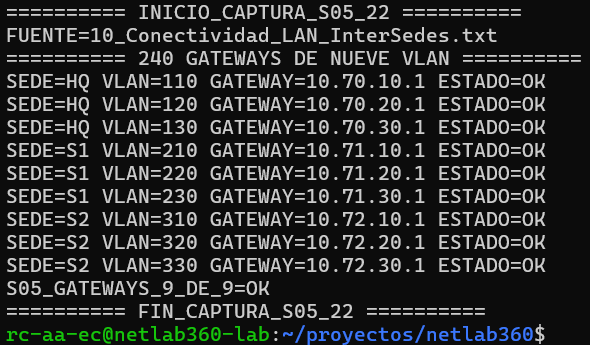 ========== INICIO_CAPTURA_S05_22 ==========
FUENTE=10_Conectividad_LAN_InterSedes.txt
========== 240 GATEWAYS DE NUEVE VLAN ==========
SEDE=HQ VLAN=110 GATEWAY=10.70.10.1 ESTADO=OK
SEDE=HQ VLAN=120 GATEWAY=10.70.20.1 ESTADO=OK
SEDE=HQ VLAN=130 GATEWAY=10.70.30.1 ESTADO=OK
SEDE=S1 VLAN=210 GATEWAY=10.71.10.1 ESTADO=OK
SEDE=S1 VLAN=220 GATEWAY=10.71.20.1 ESTADO=OK
SEDE=S1 VLAN=230 GATEWAY=10.71.30.1 ESTADO=OK
SEDE=S2 VLAN=310 GATEWAY=10.72.10.1 ESTADO=OK
SEDE=S2 VLAN=320 GATEWAY=10.72.20.1 ESTADO=OK
SEDE=S2 VLAN=330 GATEWAY=10.72.30.1 ESTADO=OK
S05_GATEWAYS_9_DE_9=OK
========== FIN_CAPTURA_S05_22 ==========
rc-aa-ec@netlab360-lab:~/proyectos/netlab360$